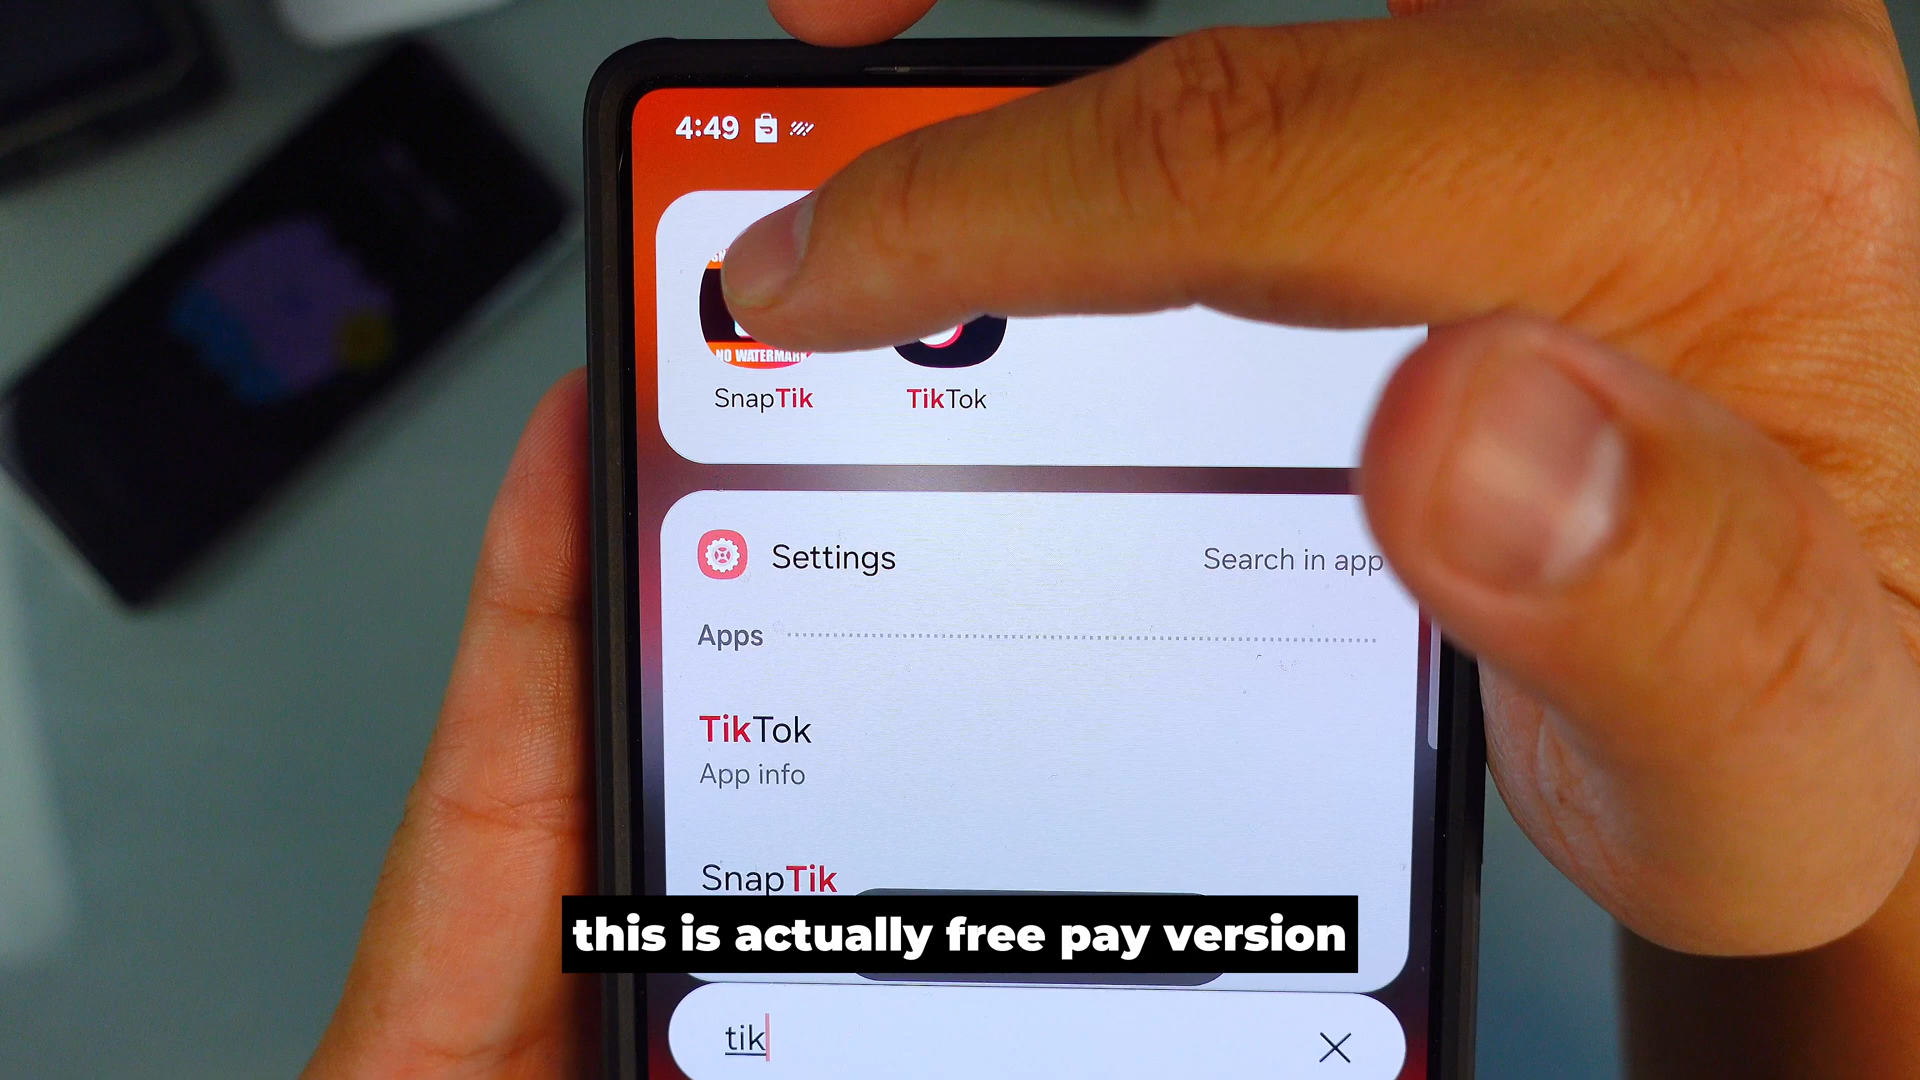 4:49
NO WATERMARK
SnapTik
TikTok
Settings
Search in app
Apps
TikTok
App info
SnapTik
this is actually free pay version
tik